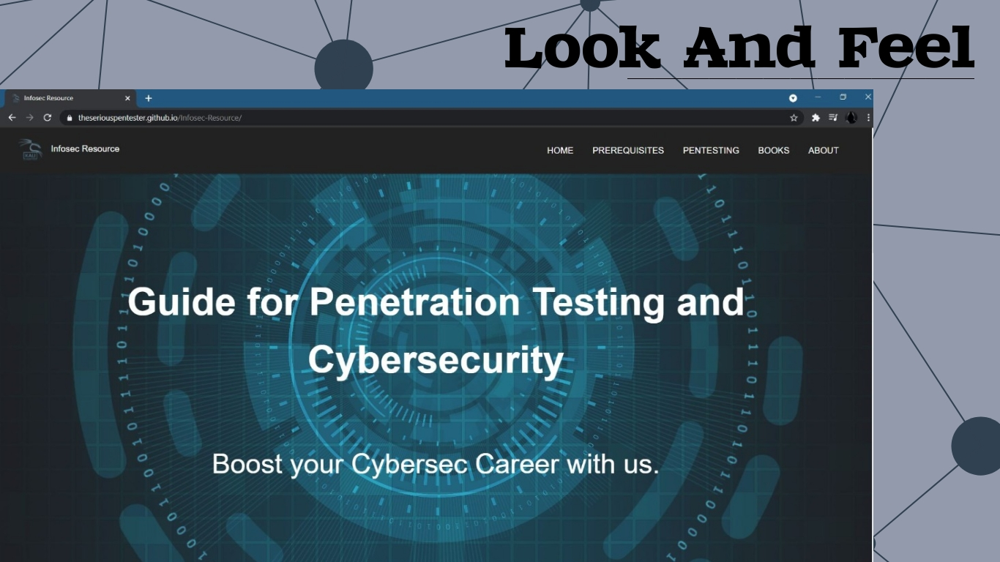 Look And Feel
Infosec Resource
theseriouspentester.github.io/Infosec-Resource/
KALI
Infosec Resource
HOME PREREQUISITES PENTESTING BOOKS ABOUT
Guide for Penetration Testing and
Cybersecurity
Boost your Cybersec Career with us.